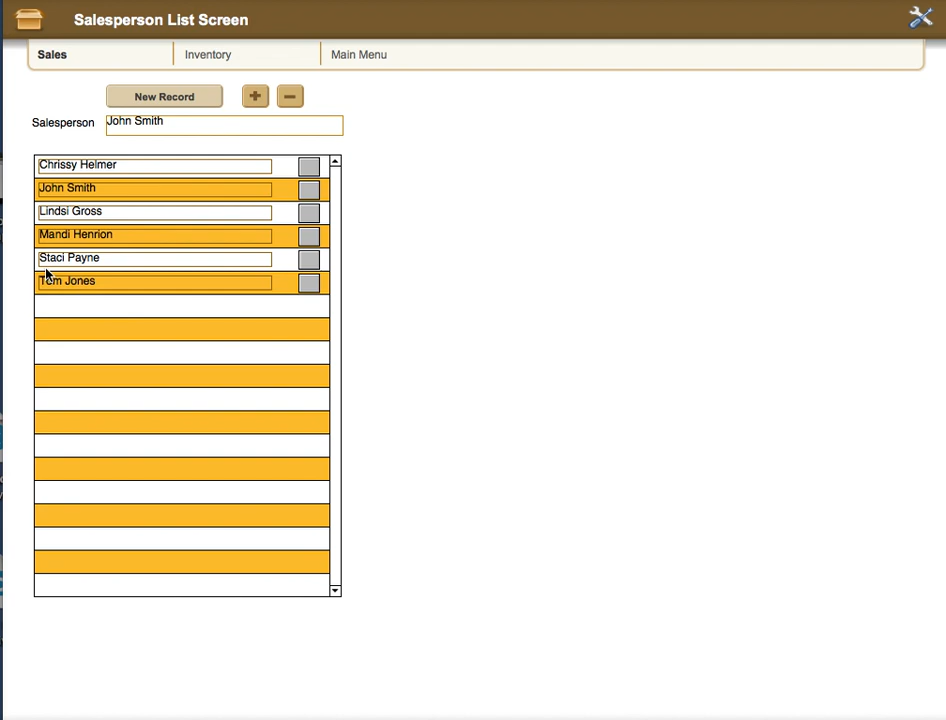 Salesperson List Screen
Sales
Inventory
Main Menu
New Record
Salesperson
John Smith
Chrissy Helmer
John Smith
Lindsi Gross
Mandi Henrion
Staci Payne
Tom Jones